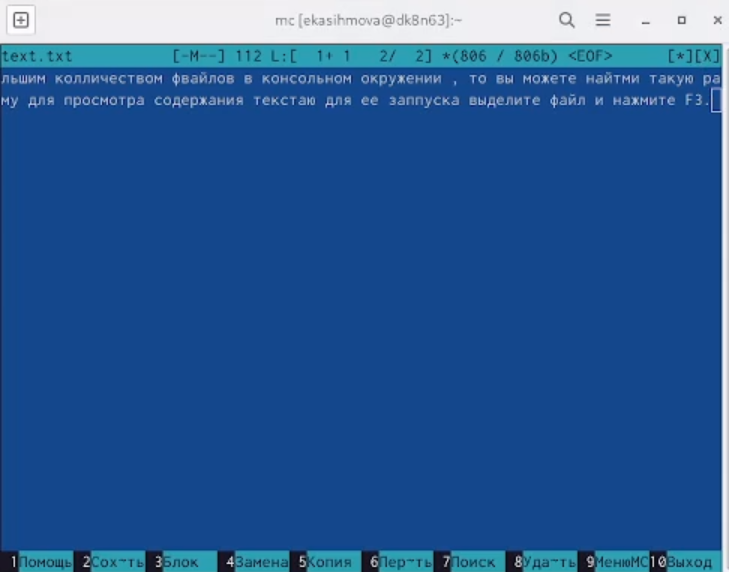 mc [ekasihmova@dk8n63]:~
text.txt [-M--] 112 L:[ 1+ 1 2/ 2] *(806 / 806b) <EOF> [*][X]
льшим колличеством фвайлов в консольном окружении , то вы можете найтми такую ра
му для просмотра содержания текстаю для ее заппуска выделите файл и нажмите F3.
1Помощь 2Сох~ть 3Блок 4Замена 5Копия 6Пер~ть 7Поиск 8Уда~ть 9МенюMC 10Выход